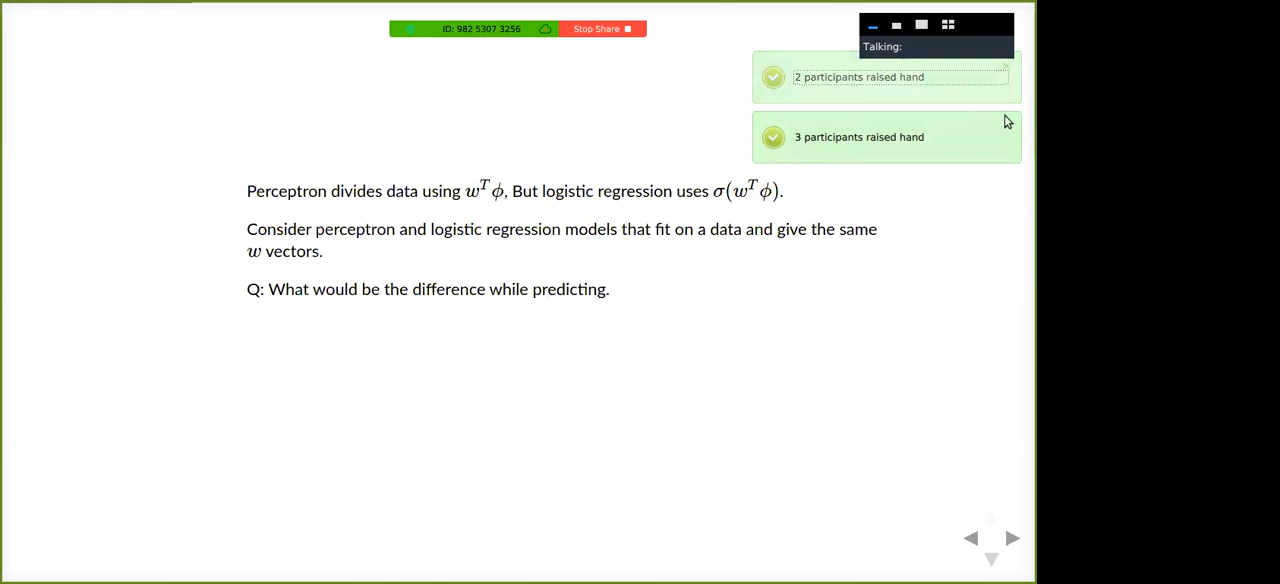 ID: 982 5307 3256
Stop Share
Talking:
2 participants raised hand
3 participants raised hand
Perceptron divides data using $w^T\phi$, But logistic regression uses $\sigma(w^T\phi)$.
Consider perceptron and logistic regression models that fit on a data and give the same
$w$ vectors.
Q: What would be the difference while predicting.